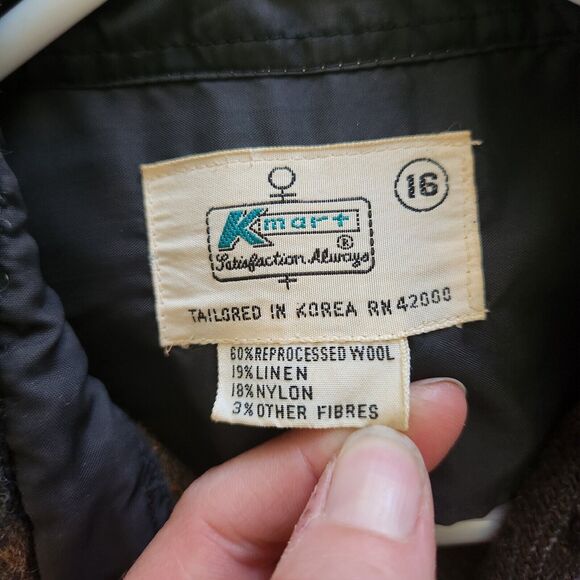 16
Kmart ®
Satisfaction Always
TAILORED IN KOREA RN 42000
60% REPROCESSED WOOL
19% LINEN
18% NYLON
3% OTHER FIBRES